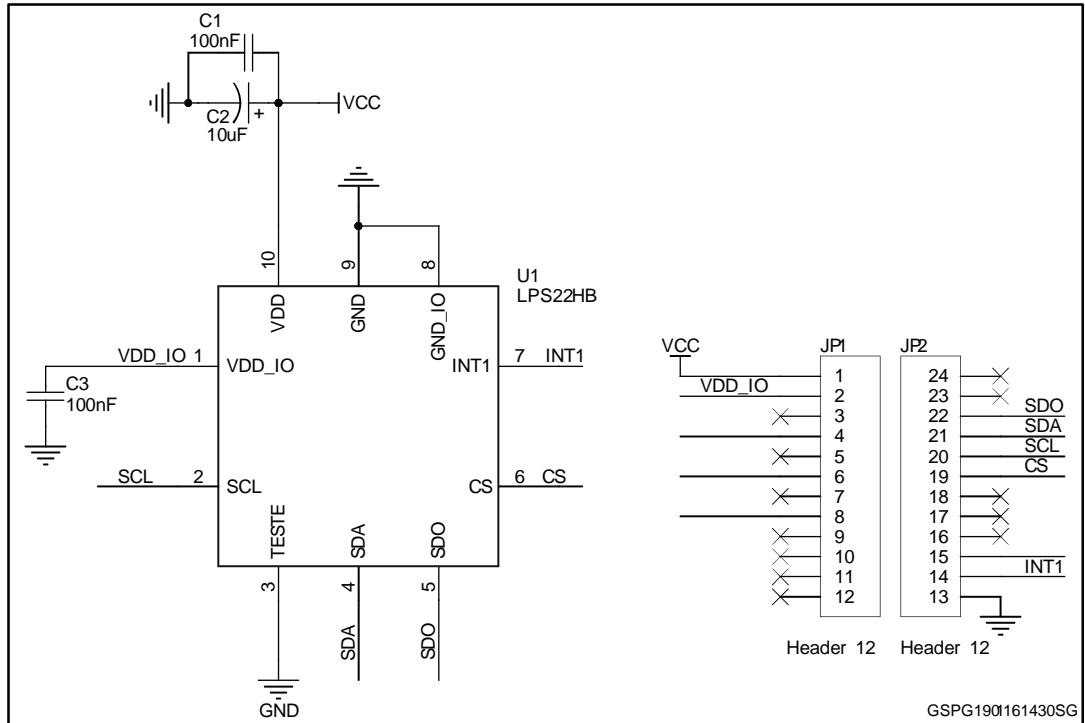 C1
100nF
C2
10uF
+
VCC
10
9
8
VDD
GND
GND_IO
U1
LPS22HB
VDD_IO 1
VDD_IO
INT1
7 INT1
C3
100nF
SCL 2
SCL
CS
6 CS
TESTE
SDA
SDO
3
4
5
SDA
SDO
GND
VCC
VDD_IO
JP1
1
2
3
4
5
6
7
8
9
10
11
12
Header 12
JP2
24
23
22 SDO
21 SDA
20 SCL
19 CS
18
17
16
15
14 INT1
13
Header 12
GSPG1901161430SG